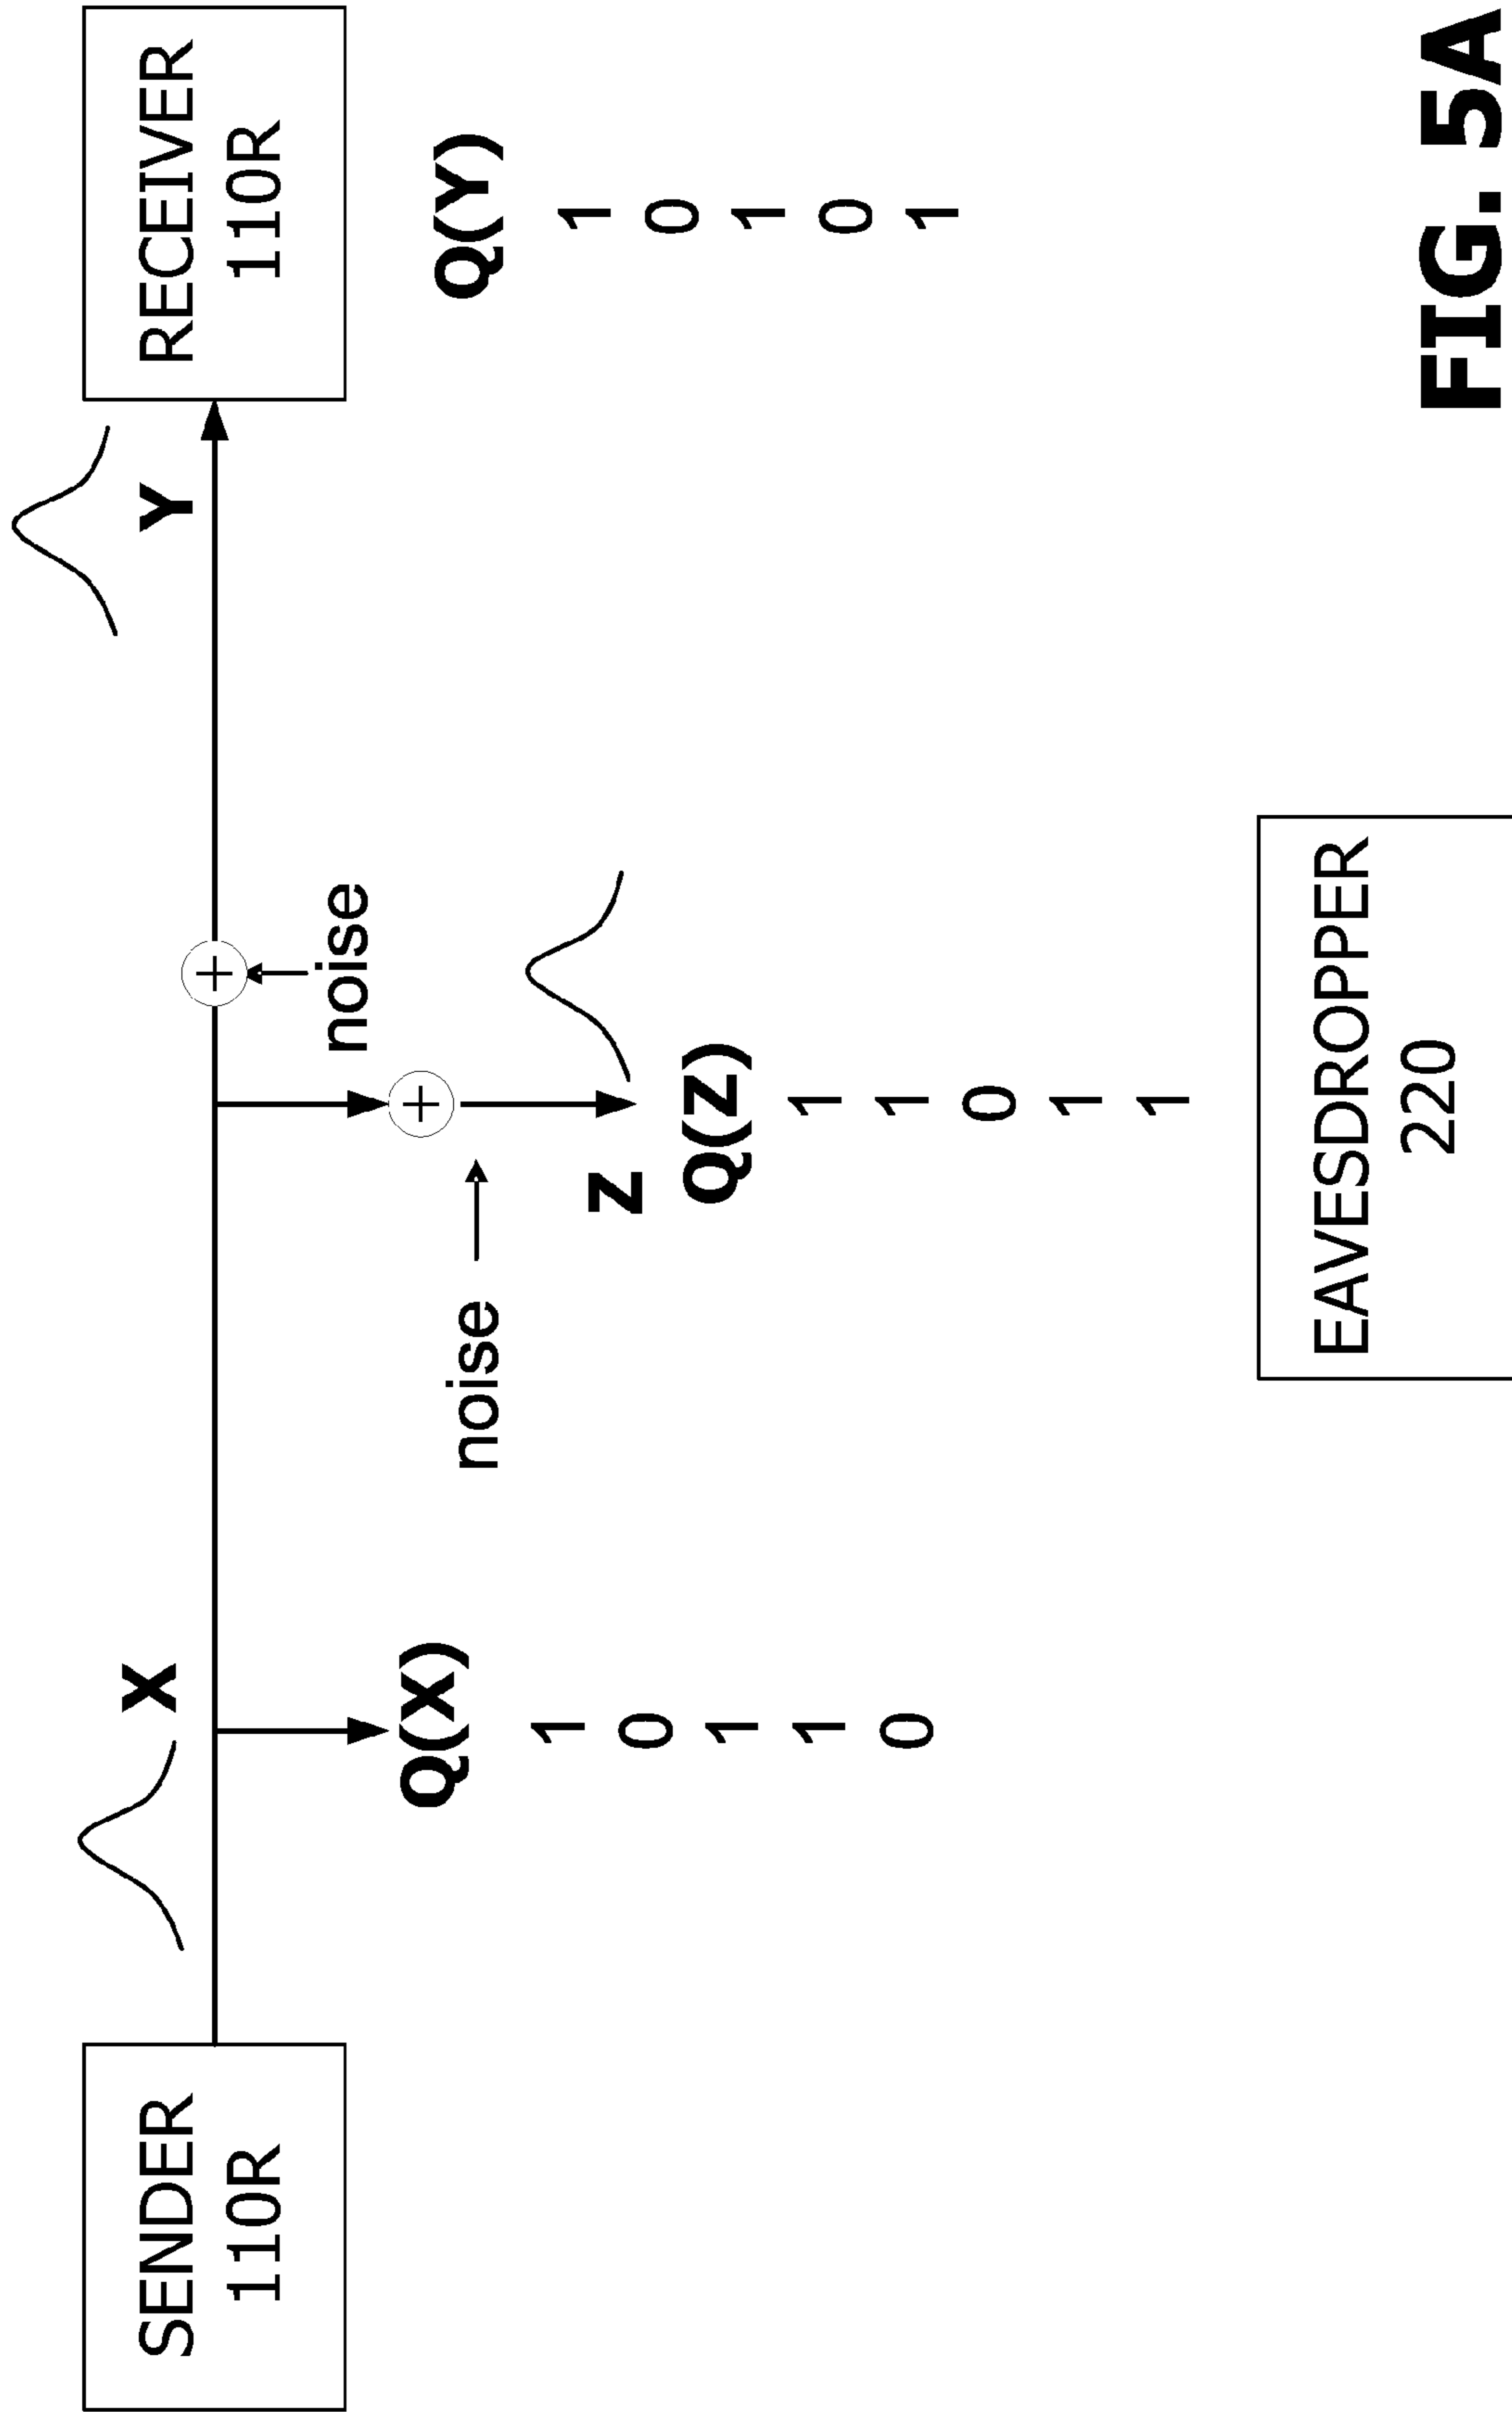 SENDER
110R
X
Q(X)
1
0
1
1
0
noise
noise
Z
Q(Z)
1
1
0
1
1
EAVESDROPPER
220
Y
RECEIVER
110R
Q(Y)
1
0
1
0
1
FIG. 5A